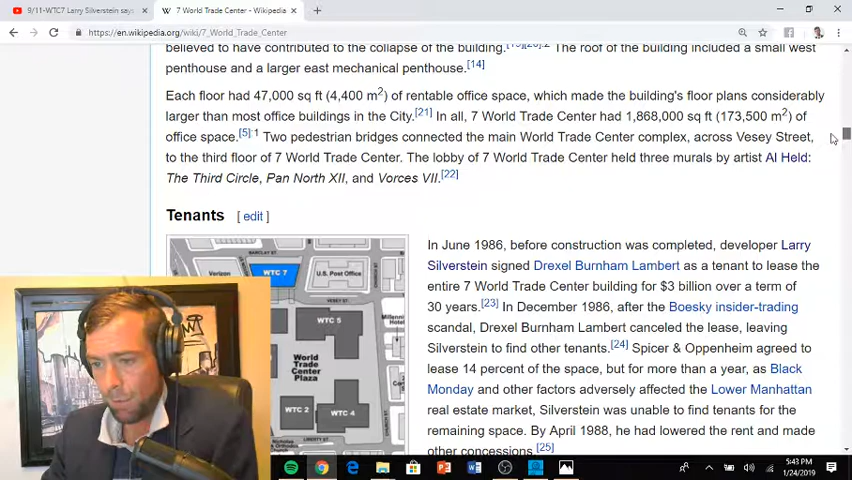 9/11-WTC7 Larry Silverstein says
7 World Trade Center - Wikipedia
https://en.wikipedia.org/wiki/7_World_Trade_Center
believed to have contributed to the collapse of the building. The roof of the building included a small west
penthouse and a larger east mechanical penthouse.[14]
Each floor had 47,000 sq ft (4,400 m2) of rentable office space, which made the building's floor plans considerably
larger than most office buildings in the City.[21] In all, 7 World Trade Center had 1,868,000 sq ft (173,500 m2) of
office space.[5]:1 Two pedestrian bridges connected the main World Trade Center complex, across Vesey Street,
to the third floor of 7 World Trade Center. The lobby of 7 World Trade Center held three murals by artist Al Held:
The Third Circle, Pan North XII, and Vorces VII.[22]
Tenants [ edit ]
BARCLAY ST.
Verizon
WTC 7
U.S. Post Office
VESEY ST.
WTC 5
World
Trade
Center
Plaza
WTC 2
WTC 4
LIBERTY ST.
In June 1986, before construction was completed, developer Larry
Silverstein signed Drexel Burnham Lambert as a tenant to lease the
entire 7 World Trade Center building for $3 billion over a term of
30 years.[23] In December 1986, after the Boesky insider-trading
scandal, Drexel Burnham Lambert canceled the lease, leaving
Silverstein to find other tenants.[24] Spicer & Oppenheim agreed to
lease 14 percent of the space, but for more than a year, as Black
Monday and other factors adversely affected the Lower Manhattan
real estate market, Silverstein was unable to find tenants for the
remaining space. By April 1988, he had lowered the rent and made
other concessions.[25]
5:43 PM
1/24/2019